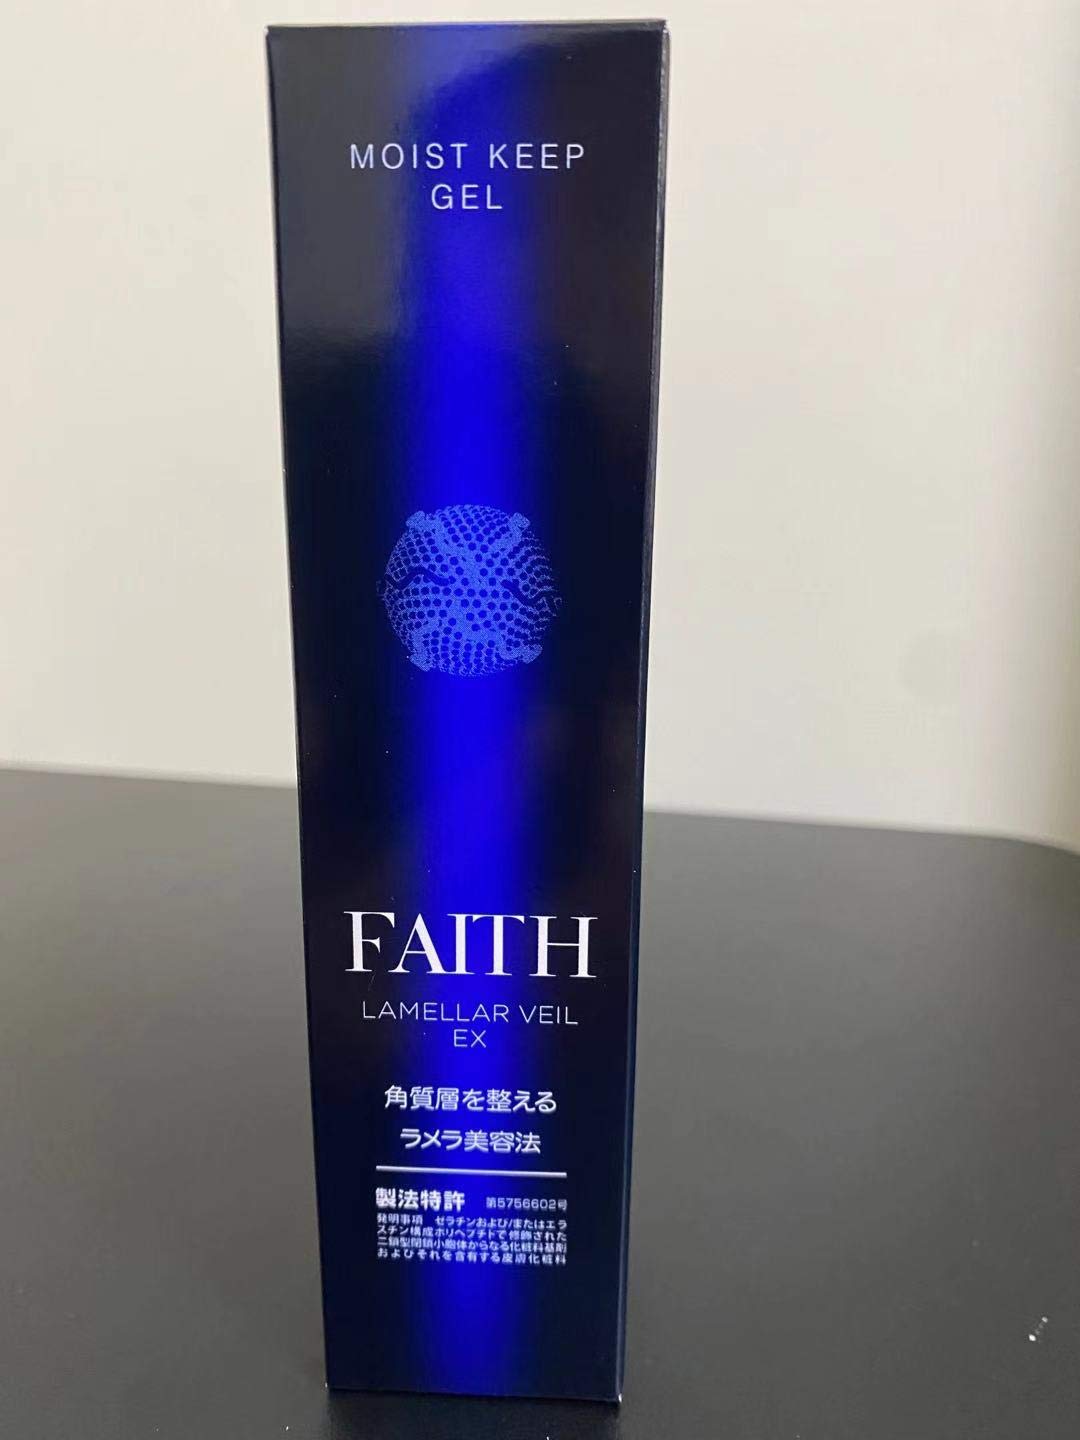 MOIST KEEP
GEL
FAITH
LAMELLAR VEIL
EX
角質層を整える
ラメラ美容法
製法特許 第5756602号
発明事項 ゼラチンおよび/またはエラ
スチン構成ポリペプチドで修飾された
二鎖型閉鎖小胞体からなる化粧料基剤
およびそれを含有する皮膚化粧料